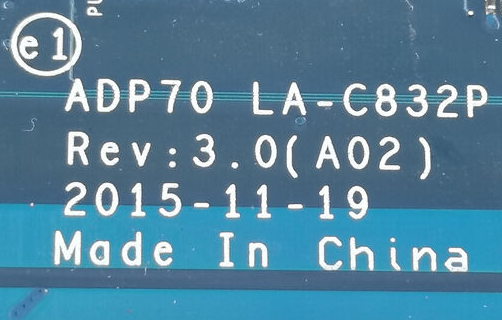 e1
ADP70 LA-C832P
Rev:3.0(A02)
2015-11-19
Made In China